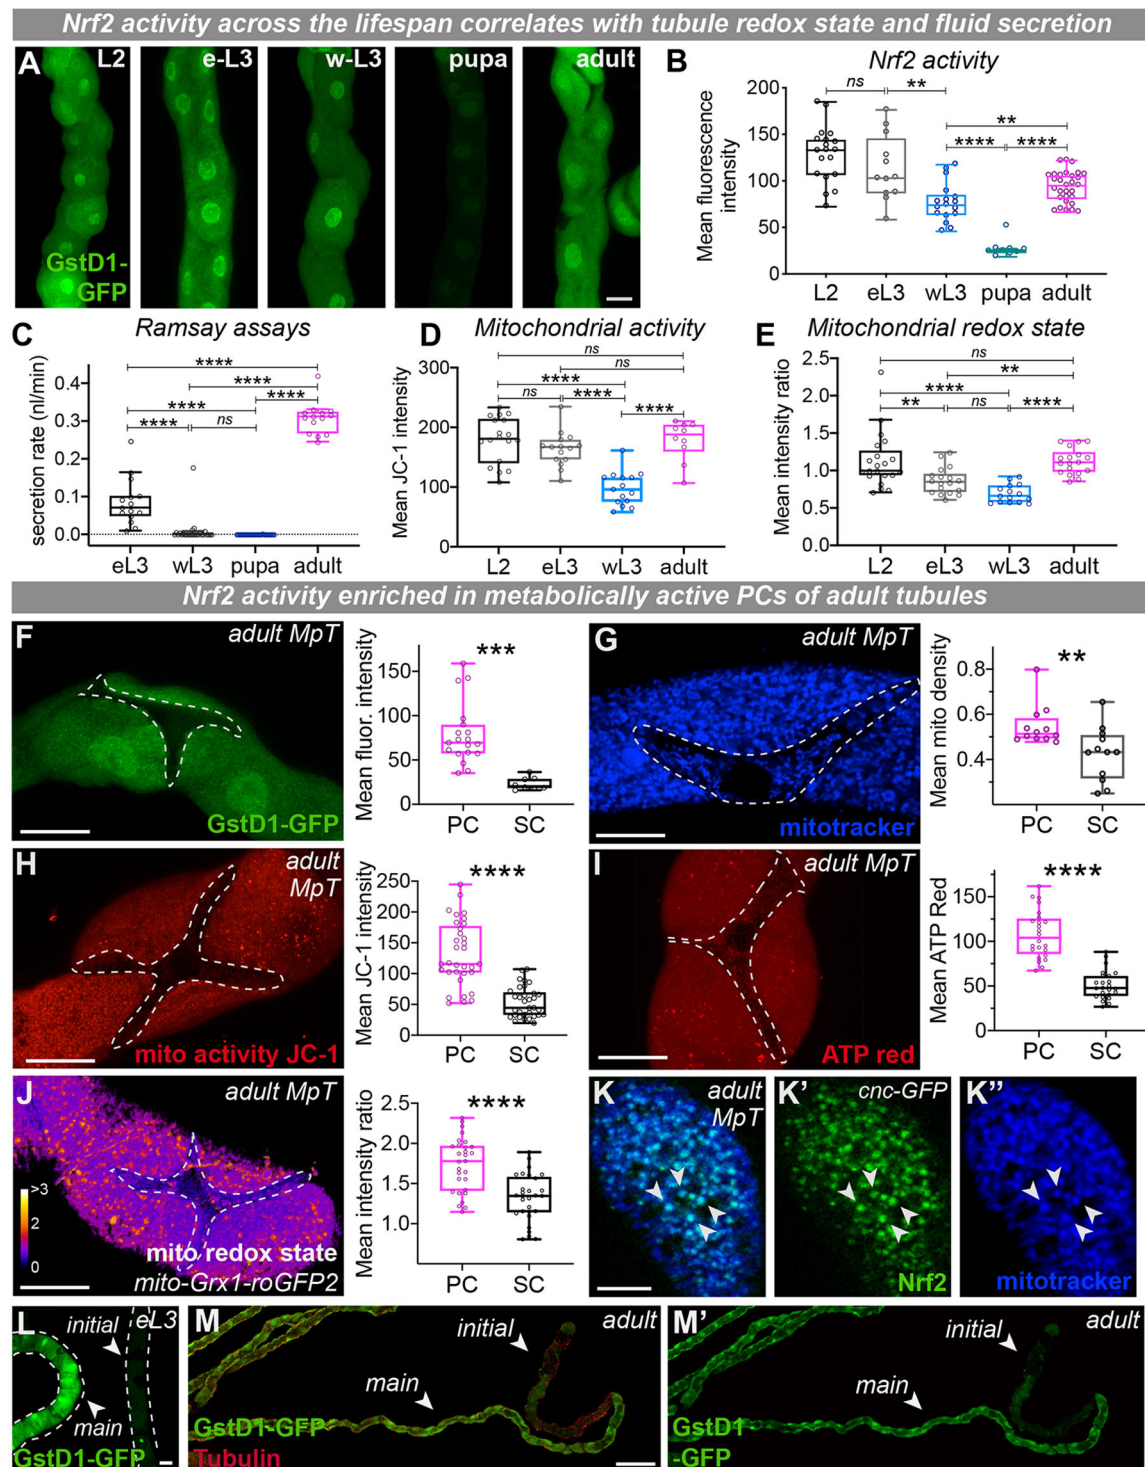 Nrf2 activity across the lifespan correlates with tubule redox state and fluid secretion
A
L2
e-L3
w-L3
pupa
adult
GstD1-
GFP
B
Nrf2 activity
Mean fluorescence
intensity
200
150
100
50
0
ns
**
**
****
****
L2
eL3
wL3
pupa
adult
C
Ramsay assays
secretion rate (nl/min)
0.4
0.3
0.2
0.1
0.0
****
****
****
****
****
ns
eL3
wL3
pupa
adult
D
Mitochondrial activity
Mean JC-1 intensity
300
200
100
0
ns
ns
****
ns
****
****
L2
eL3
wL3
adult
E
Mitochondrial redox state
Mean intensity ratio
2.5
2.0
1.5
1.0
0.5
0.0
ns
**
****
**
ns
****
L2
eL3
wL3
adult
Nrf2 activity enriched in metabolically active PCs of adult tubules
F
adult MpT
GstD1-GFP
Mean fluor. intensity
150
100
50
0
***
PC
SC
G
adult MpT
mitotracker
Mean mito density
0.8
0.6
0.4
**
PC
SC
H
adult
MpT
mito activity JC-1
Mean JC-1 intensity
250
200
150
100
50
0
****
PC
SC
I
adult MpT
ATP red
Mean ATP Red
150
100
50
0
****
PC
SC
J
adult MpT
>3
2
0
mito redox state
mito-Grx1-roGFP2
Mean intensity ratio
2.5
2.0
1.5
1.0
****
PC
SC
K
adult
MpT
K'
cnc-GFP
Nrf2
K"
mitotracker
L
initial
eL3
main
GstD1-GFP
M
adult
initial
main
GstD1-GFP
Tubulin
M'
adult
initial
main
GstD1
-GFP